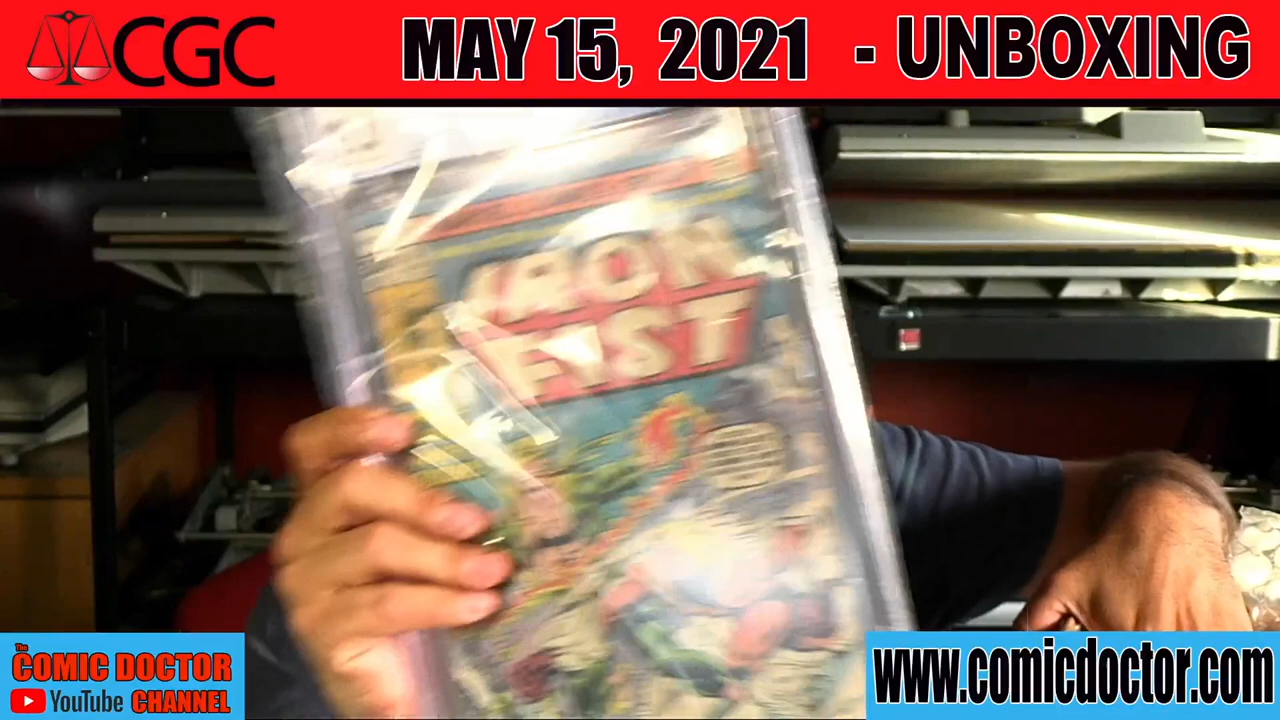 CGC
MAY 15, 2021 - UNBOXING
IRON
FIST
The
COMIC DOCTOR
YouTube CHANNEL
www.comicdoctor.com